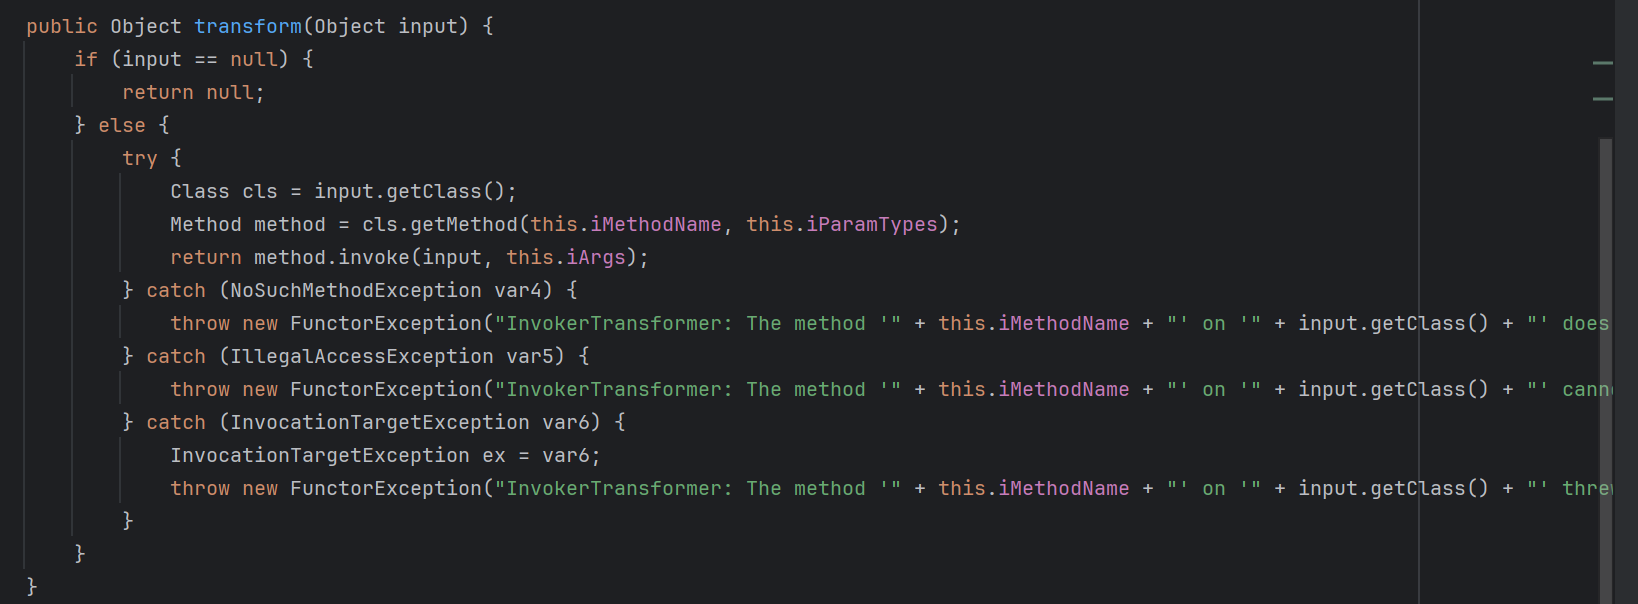 public Object transform(Object input) {
    if (input == null) {
        return null;
    } else {
        try {
            Class cls = input.getClass();
            Method method = cls.getMethod(this.iMethodName, this.iParamTypes);
            return method.invoke(input, this.iArgs);
        } catch (NoSuchMethodException var4) {
            throw new FunctorException("InvokerTransformer: The method '" + this.iMethodName + "' on '" + input.getClass() + "' does
        } catch (IllegalAccessException var5) {
            throw new FunctorException("InvokerTransformer: The method '" + this.iMethodName + "' on '" + input.getClass() + "'
        } catch (InvocationTargetException var6) {
            InvocationTargetException ex = var6;
            throw new FunctorException("InvokerTransformer: The method '" + this.iMethodName + "' on '" + input.getClass() + "'
        }
    }
}